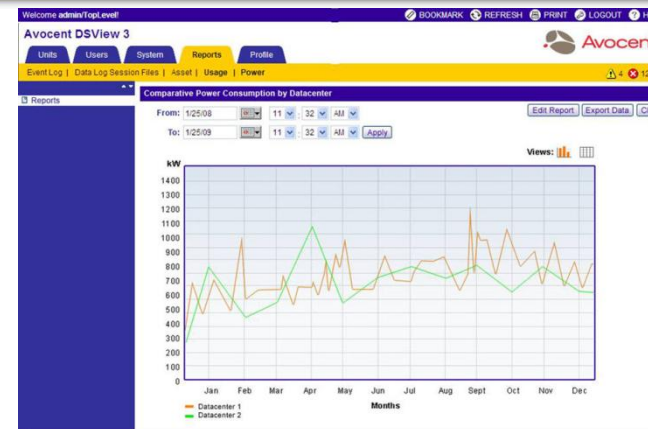 Welcome admin/TopLevel!
BOOKMARK REFRESH PRINT LOGOUT H
Avocent DSView 3
Avocen
Units Users System Reports Profile
Event Log | Data Log Session Files | Asset | Usage | Power
4 12
Reports
Comparative Power Consumption by Datacenter
From: 1/25/08 11 : 32 AM
Edit Report Export Data Cl
To: 1/25/09 11 : 32 AM Apply
Views:
kW
1400
1300
1200
1100
1000
900
800
700
600
500
400
300
200
100
0
Jan Feb Mar Apr May Jun Jul Aug Sept Oct Nov Dec
Months
Datacenter 1
Datacenter 2